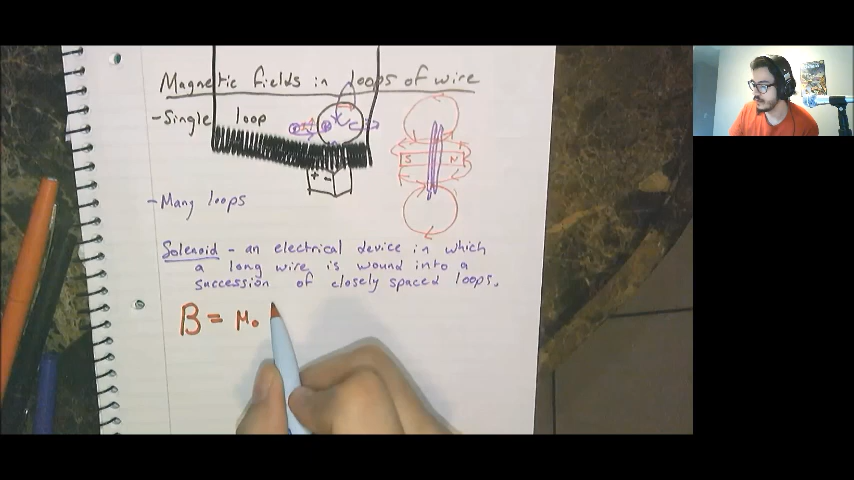 Magnetic fields in loops of wire
-Single loop
+ -
S N
-Many loops
Solenoid - an electrical device in which
a long wire is wound into a
succession of closely spaced loops.
B = μ₀